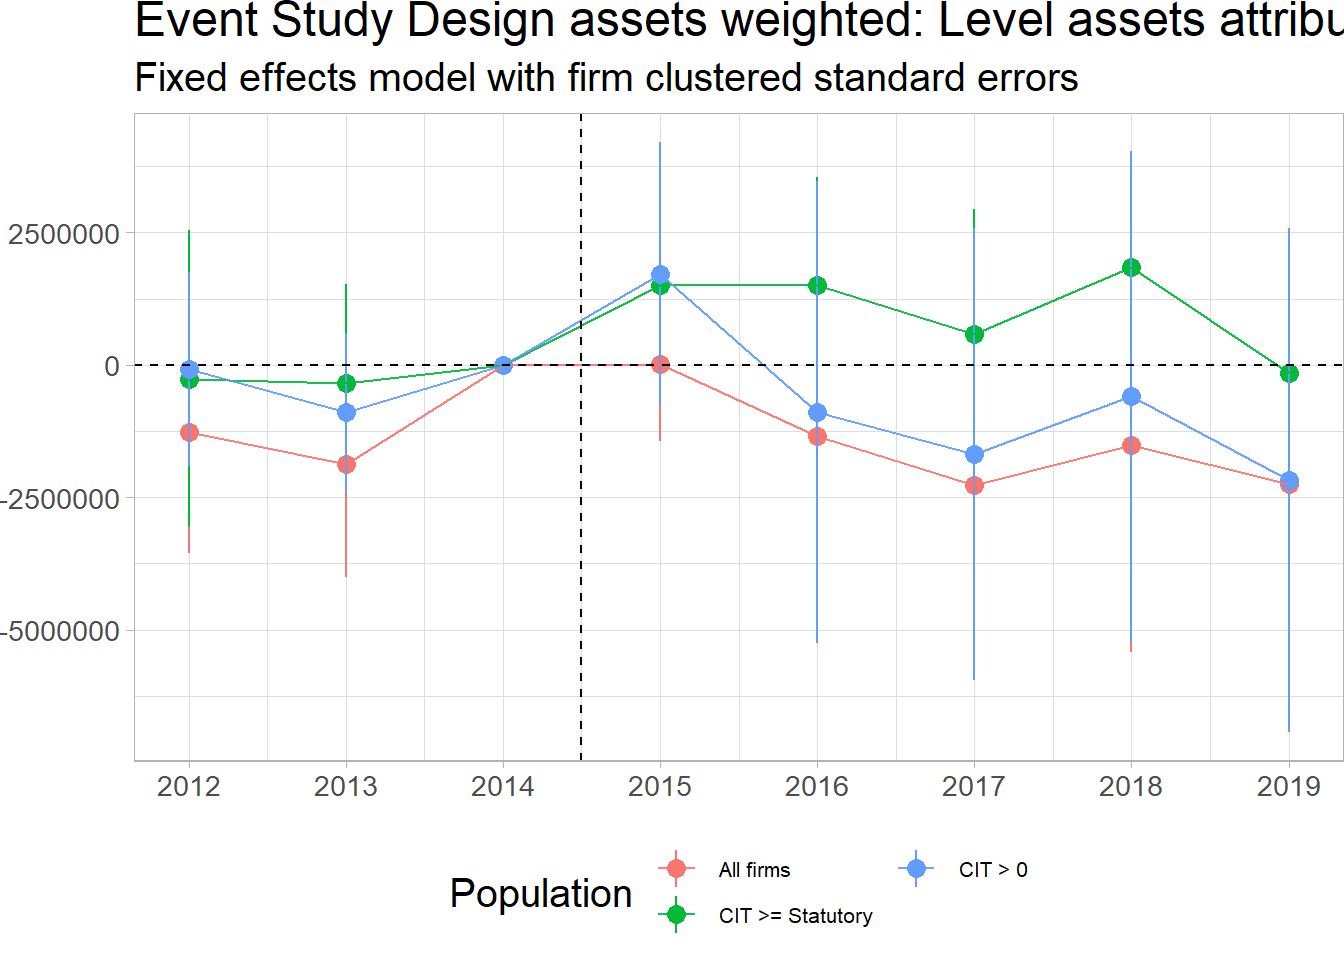 Event Study Design assets weighted: Level assets attribu
Fixed effects model with firm clustered standard errors
2500000
0
-2500000
-5000000
2012 2013 2014 2015 2016 2017 2018 2019
Population
All firms
CIT > 0
CIT >= Statutory